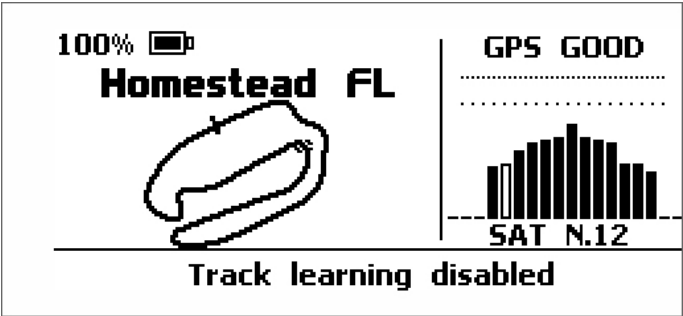 100%
Homestead FL
GPS GOOD
SAT N.12
Track learning disabled